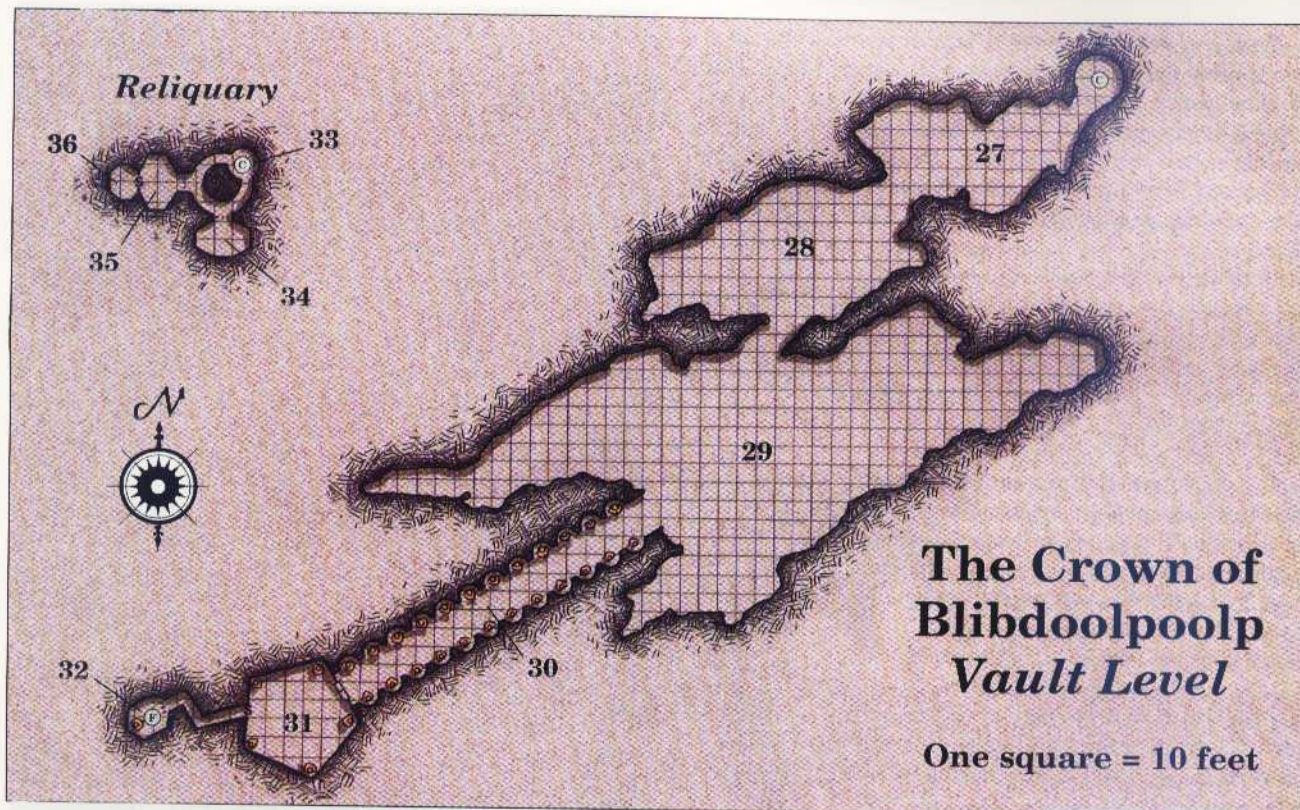 Reliquary
36
33
C
35
34
C
27
28
N
29
30
32
F
31
The Crown of
Blibdoolpoolp
Vault Level
One square = 10 feet